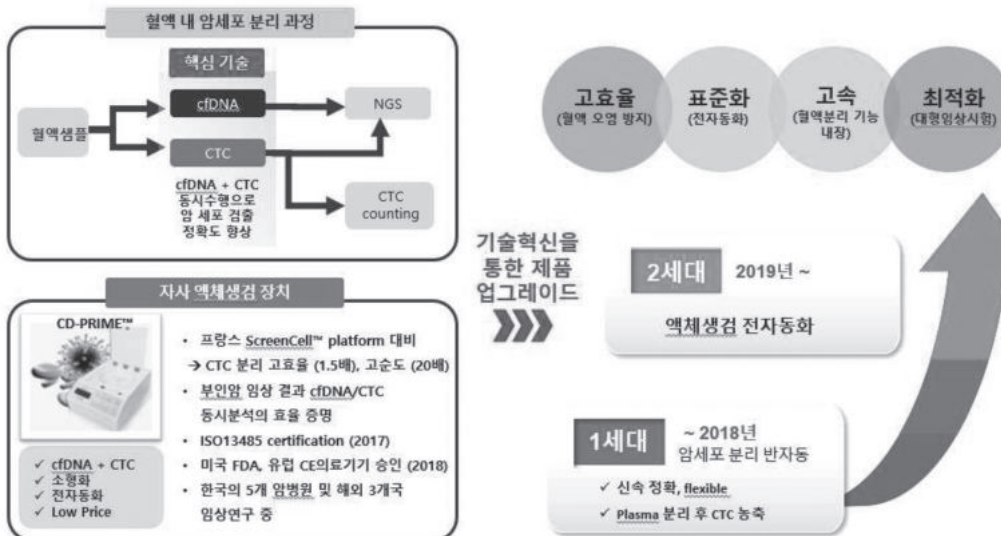 혈액 내 암세포 분리 과정
핵심 기술
혈액샘플
cfDNA
CTC
NGS
CTC
counting
cfDNA + CTC
동시수행으로
암 세포 검출
정확도 향상
자사 액체생검 장치
CD-PRIME™
✓ cfDNA + CTC
✓ 소형화
✓ 전자동화
✓ Low Price
• 프랑스 ScreenCell™ platform 대비
→ CTC 분리 고효율 (1.5배), 고순도 (20배)
• 부인암 임상 결과 cfDNA/CTC
동시분석의 효율 증명
• ISO13485 certification (2017)
• 미국 FDA, 유럽 CE의료기기 승인 (2018)
• 한국의 5개 암병원 및 해외 3개국
임상연구 중
기술혁신을
통한 제품
업그레이드
고효율
(혈액 오염 방지)
표준화
(전자동화)
고속
(혈액분리 기능
내장)
최적화
(대형임상시험)
2세대 2019년 ~
액체생검 전자동화
1세대 ~ 2018년
암세포 분리 반자동
✓ 신속 정확, flexible
✓ Plasma 분리 후 CTC 농축